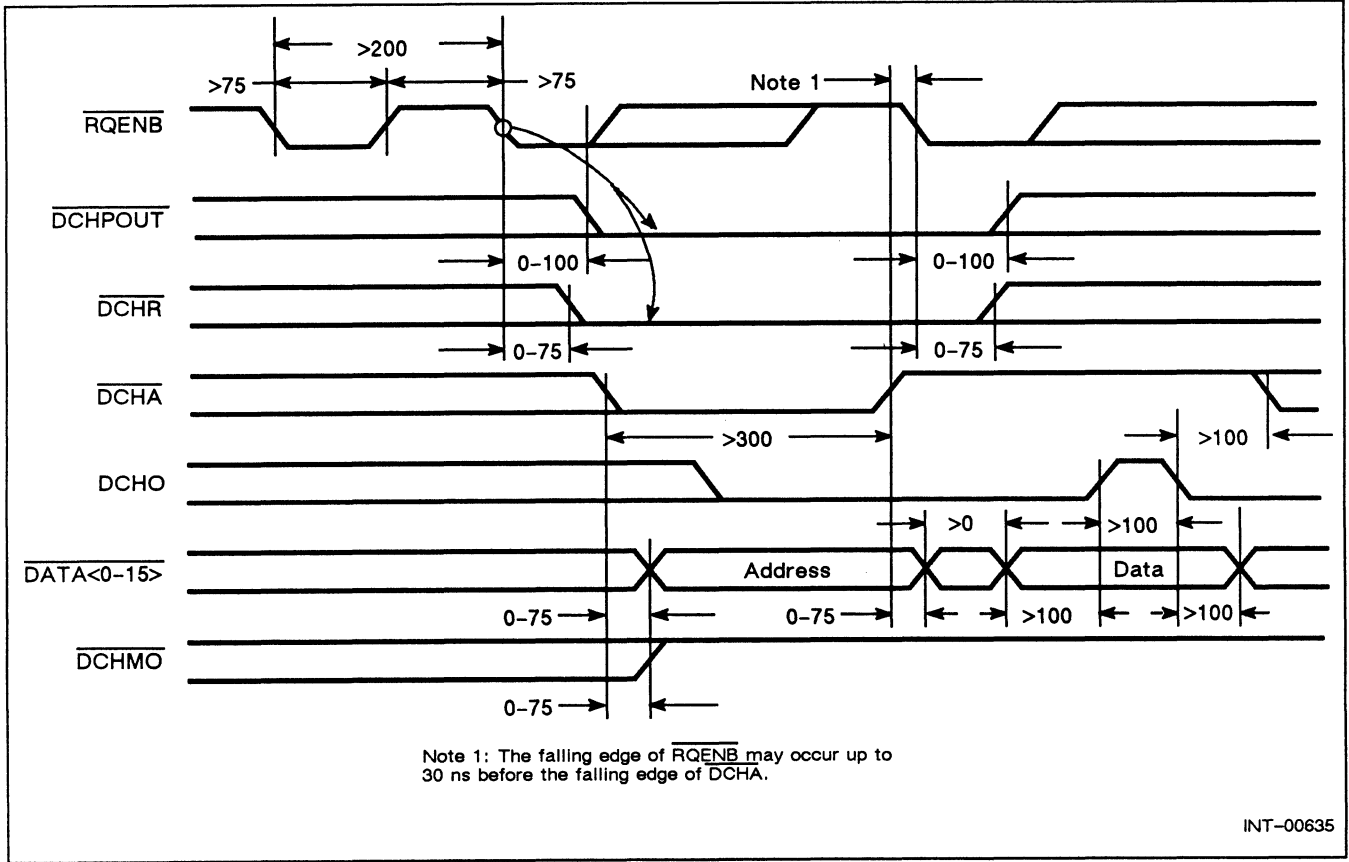 >200
>75
>75
Note 1
RQENB
DCHPOUT
0-100
0-100
DCHR
0-75
0-75
DCHA
>300
>100
DCHO
>0
>100
DATA<0-15>
Address
Data
0-75
0-75
>100
>100
DCHMO
0-75
Note 1: The falling edge of RQENB may occur up to
30 ns before the falling edge of DCHA.
INT-00635